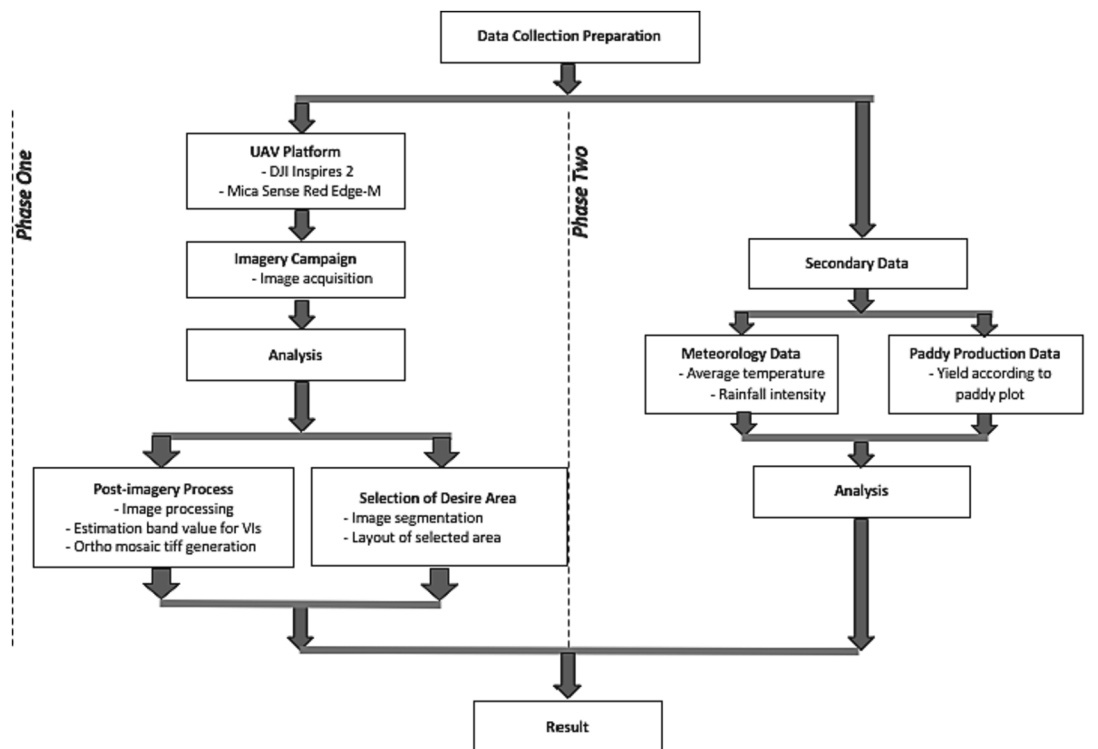 Data Collection Preparation
Phase One
UAV Platform
- DJI Inspires 2
- Mica Sense Red Edge-M
Imagery Campaign
- Image acquisition
Analysis
Post-imagery Process
- Image processing
- Estimation band value for VIs
- Ortho mosaic tiff generation
Selection of Desire Area
- Image segmentation
- Layout of selected area
Phase Two
Secondary Data
Meteorology Data
- Average temperature
- Rainfall intensity
Paddy Production Data
- Yield according to
paddy plot
Analysis
Result